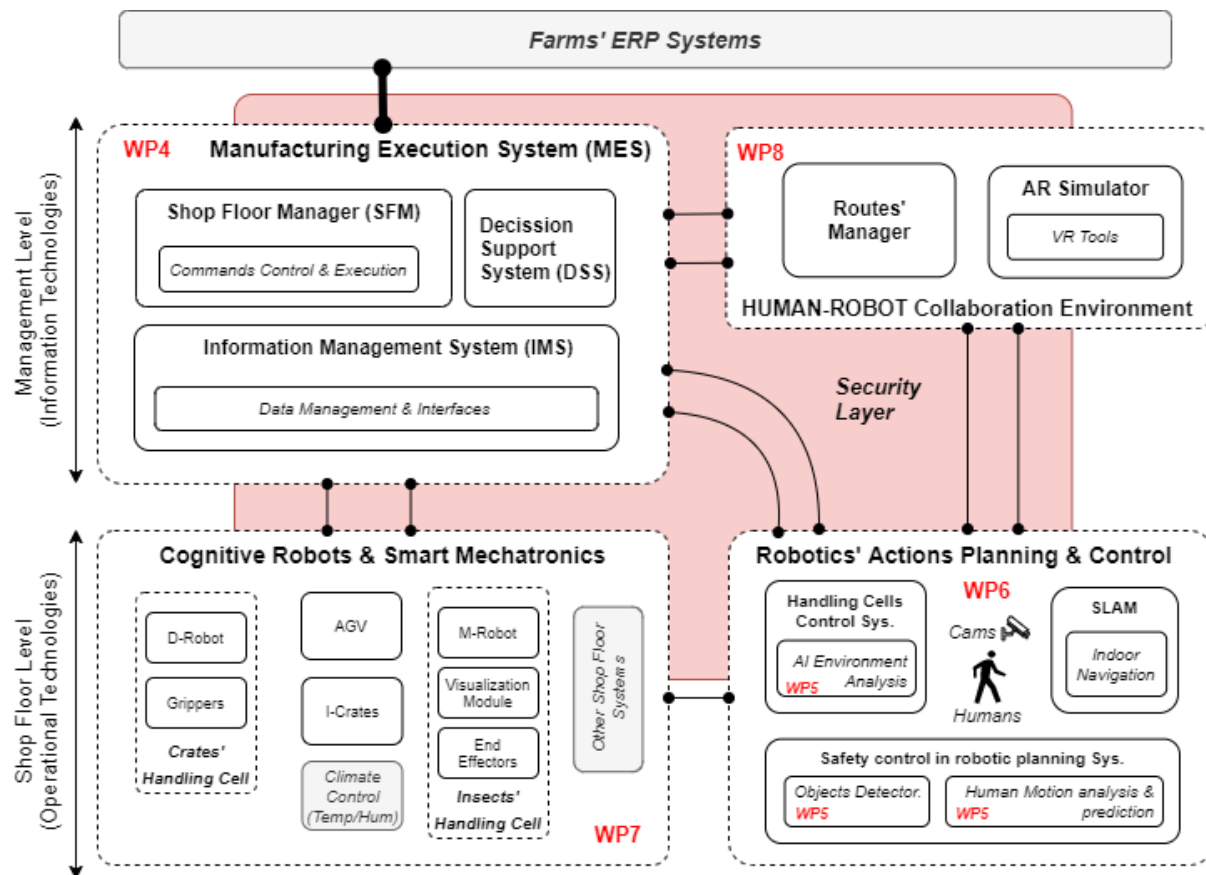 Farms' ERP Systems
Management Level
(Information Technologies)
WP4
Manufacturing Execution System (MES)
Shop Floor Manager (SFM)
Commands Control & Execution
Decission
Support
System (DSS)
Information Management System (IMS)
Data Management & Interfaces
WP8
Routes'
Manager
AR Simulator
VR Tools
HUMAN-ROBOT Collaboration Environment
Security
Layer
Shop Floor Level
(Operational Technologies)
Cognitive Robots & Smart Mechatronics
D-Robot
Grippers
Crates'
Handling Cell
AGV
I-Crates
Climate
Control
(Temp/Hum)
M-Robot
Visualization
Module
End
Effectors
Insects'
Handling Cell
Other Shop Floor
Systems
WP7
Robotics' Actions Planning & Control
Handling Cells
Control Sys.
AI Environment
WP5 Analysis
WP6
Cams
Humans
SLAM
Indoor
Navigation
Safety control in robotic planning Sys.
Objects Detector.
WP5
Human Motion analysis &
WP5 prediction